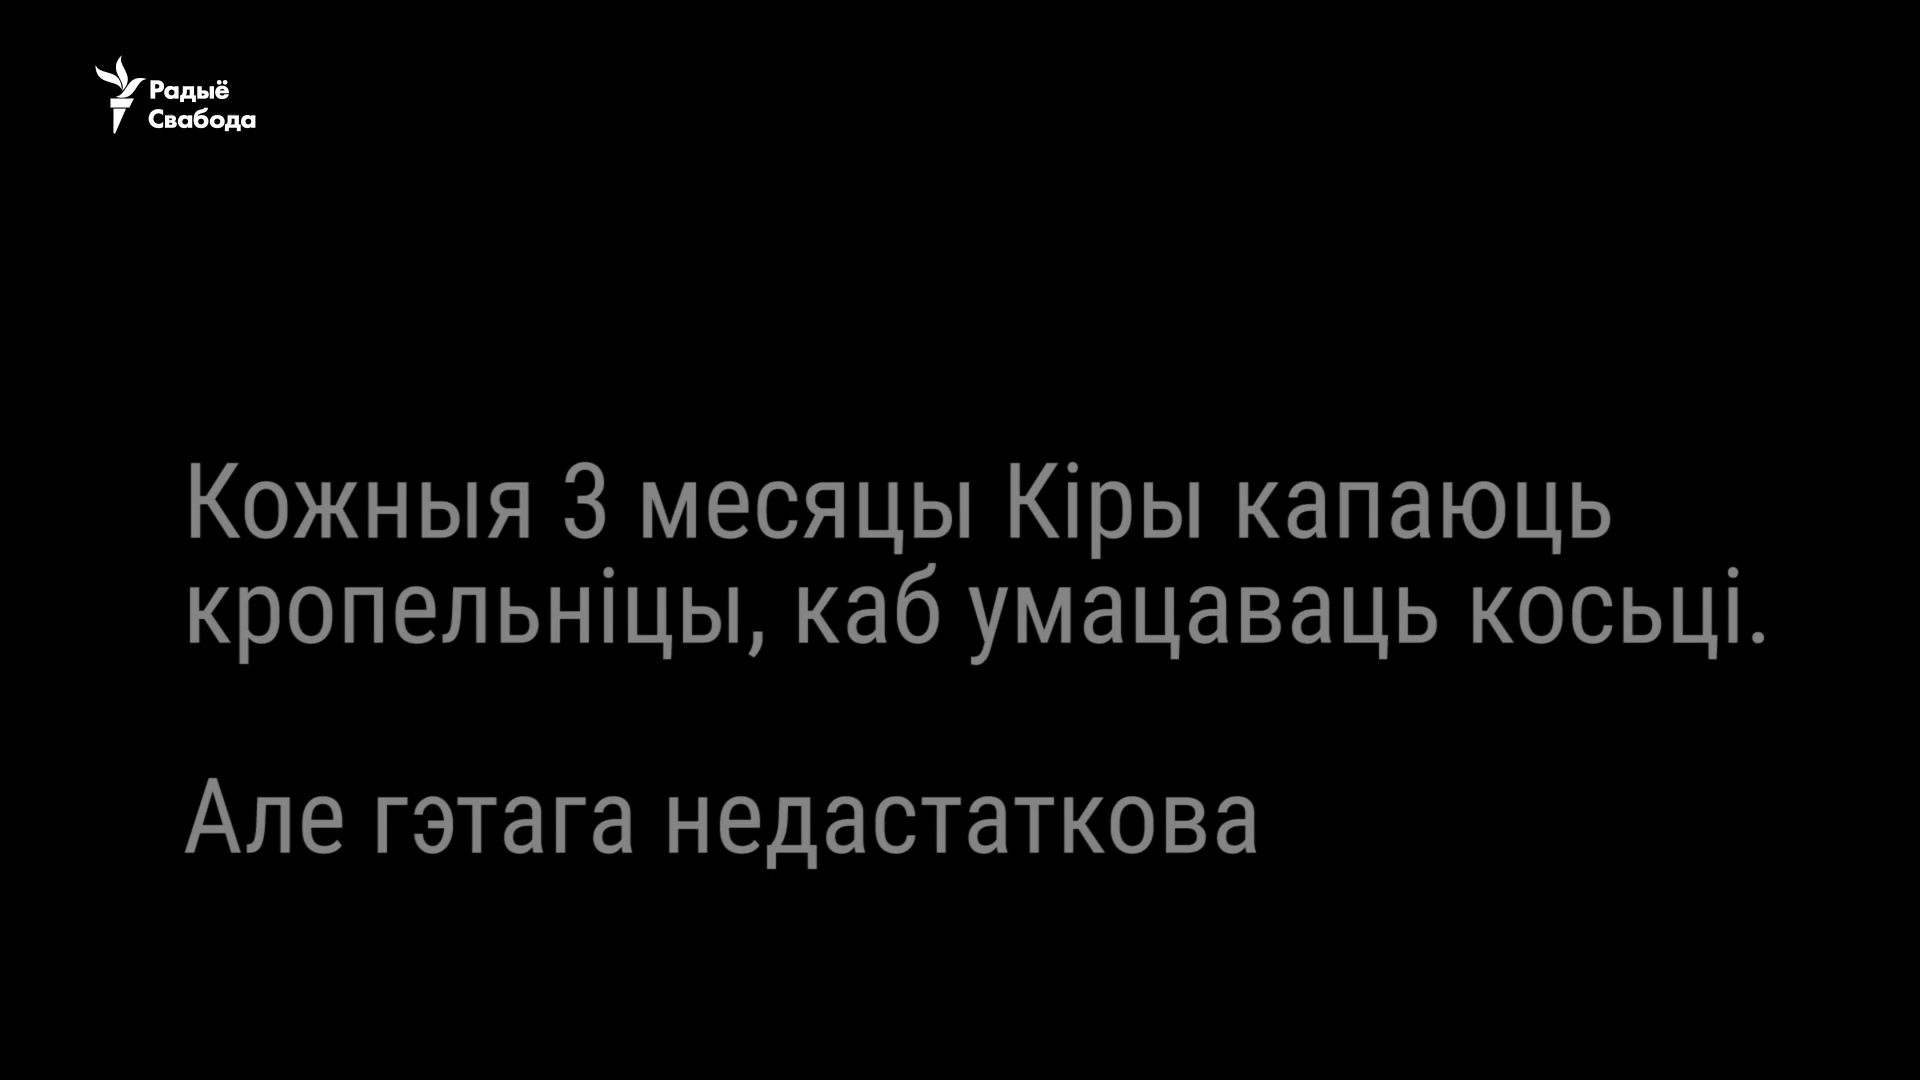 Радыё
Свабода
Кожныя 3 месяцы Кіры капаюць
кропельніцы, каб умацаваць косьці.
Але гэтага недастаткова